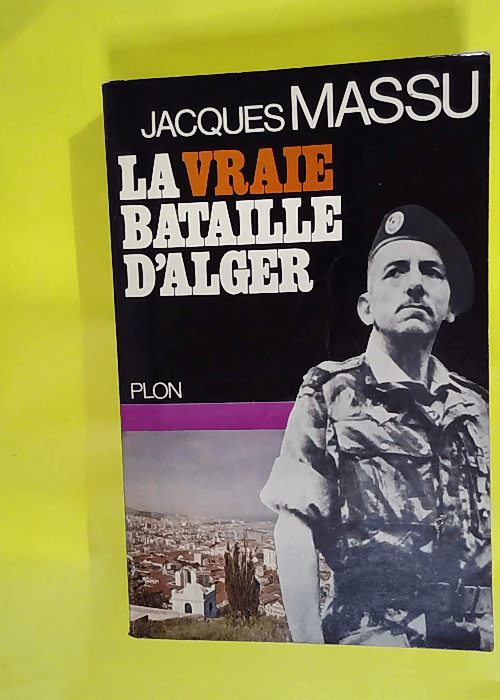 JACQUES MASSU
LA VRAIE
BATAILLE
D'ALGER
PLON